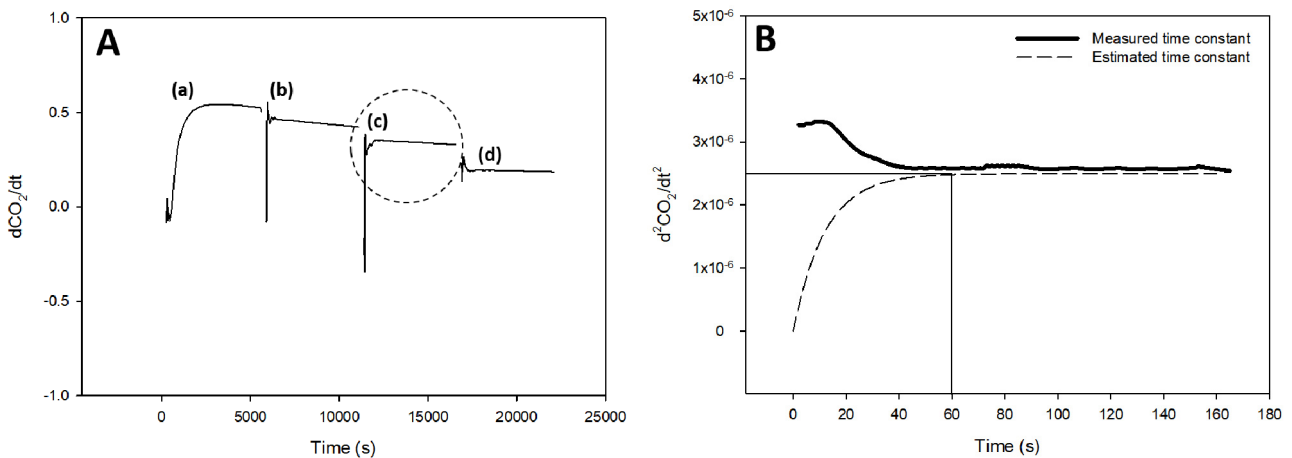 A
(a)
(b)
(c)
(d)
1.0
0.5
0.0
-0.5
-1.0
dCO₂/dt
0
5000
10000
15000
20000
25000
Time (s)
B
Measured time constant
Estimated time constant
5x10⁻⁶
4x10⁻⁶
3x10⁻⁶
2x10⁻⁶
1x10⁻⁶
0
d²CO₂/dt²
0
20
40
60
80
100
120
140
160
180
Time (s)